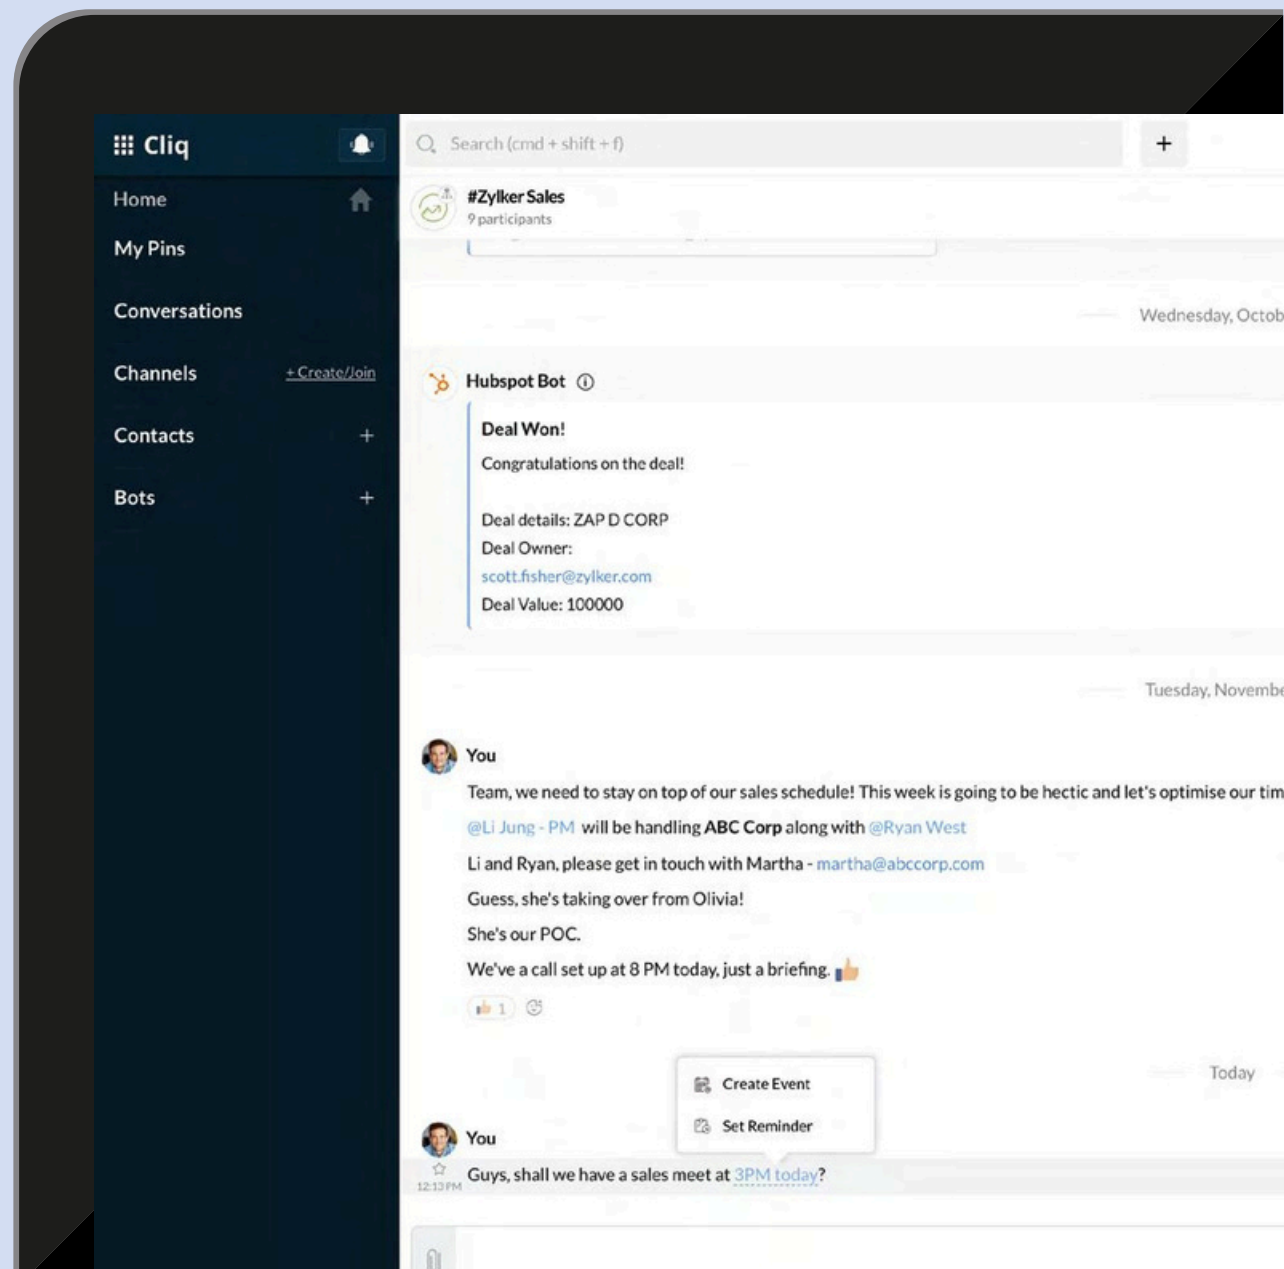 Cliq
Search (cmd + shift + f)
+
Home
#Zylker Sales
9 participants
My Pins
Conversations
Wednesday, Octob
Channels
+ Create/Join
Hubspot Bot
Contacts +
Deal Won!
Congratulations on the deal!
Bots +
Deal details: ZAP D CORP
Deal Owner:
scott.fisher@zylker.com
Deal Value: 100000
Tuesday, Novembe
You
Team, we need to stay on top of our sales schedule! This week is going to be hectic and let's optimise our tim
@Li Jung - PM will be handling ABC Corp along with @Ryan West
Li and Ryan, please get in touch with Martha - martha@abccorp.com
Guess, she's taking over from Olivia!
She's our POC.
We've a call set up at 8 PM today, just a briefing.
1
Today
Create Event
Set Reminder
You
Guys, shall we have a sales meet at 3PM today?
12:13 PM